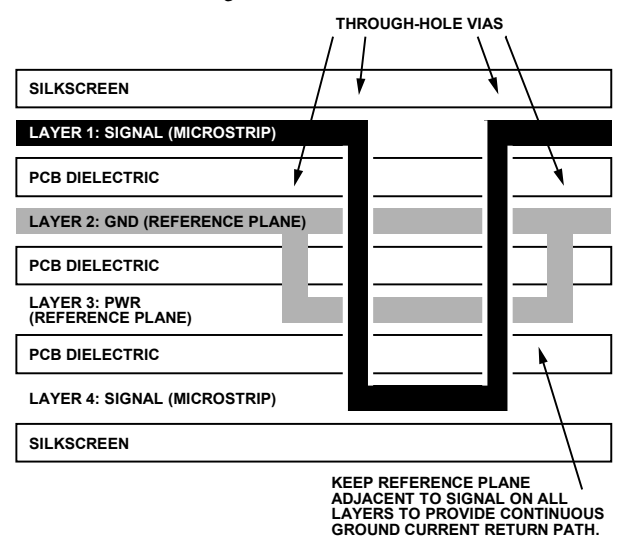 THROUGH-HOLE VIAS
SILKSCREEN
LAYER 1: SIGNAL (MICROSTRIP)
PCB DIELECTRIC
LAYER 2: GND (REFERENCE PLANE)
PCB DIELECTRIC
LAYER 3: PWR
(REFERENCE PLANE)
PCB DIELECTRIC
LAYER 4: SIGNAL (MICROSTRIP)
SILKSCREEN
KEEP REFERENCE PLANE
ADJACENT TO SIGNAL ON ALL
LAYERS TO PROVIDE CONTINUOUS
GROUND CURRENT RETURN PATH.